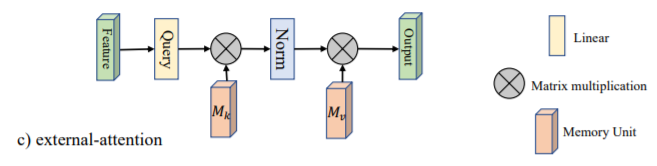 Feature
Query
Norm
Output
M_k
M_v
c) external-attention
Linear
Matrix multiplication
Memory Unit